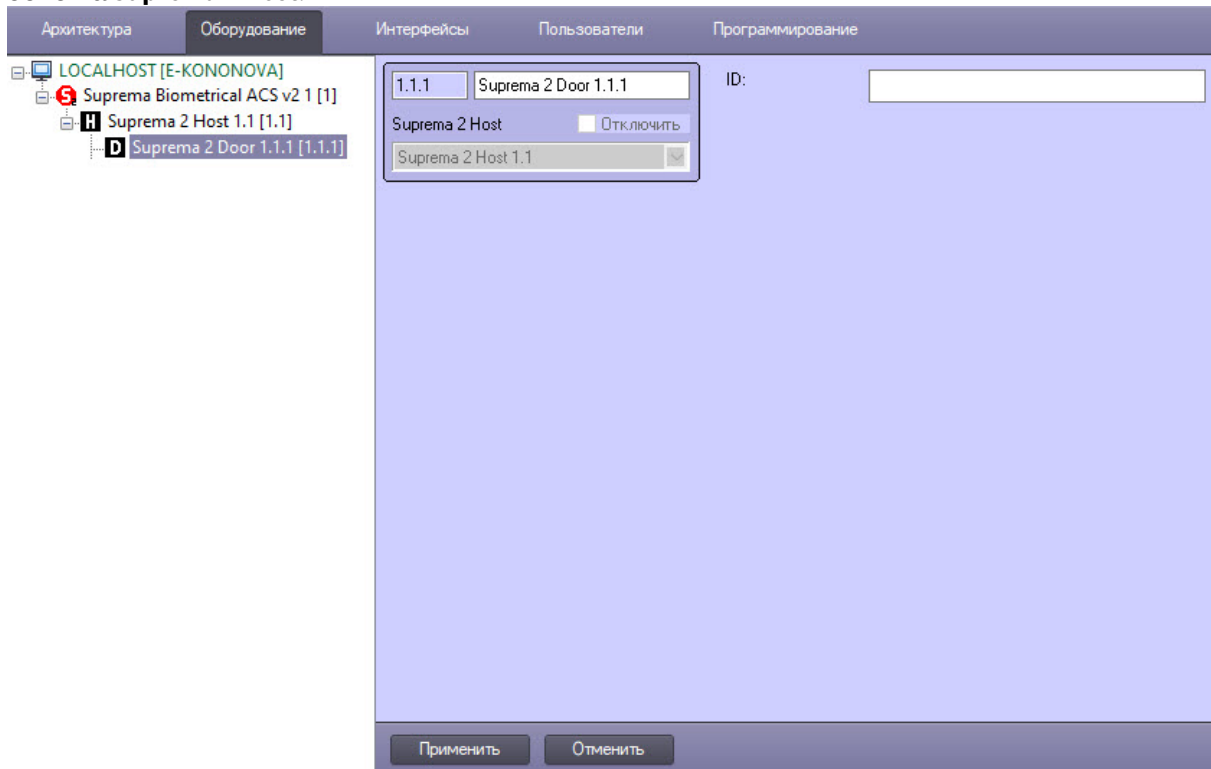 Архитектура Оборудование Интерфейсы Пользователи Программирование
LOCALHOST [E-KONONOVA]
Suprema Biometrical ACS v2 1 [1]
Suprema 2 Host 1.1 [1.1]
Suprema 2 Door 1.1.1 [1.1.1]
1.1.1 Suprema 2 Door 1.1.1
Suprema 2 Host Отключить
Suprema 2 Host 1.1
ID:
Применить Отменить